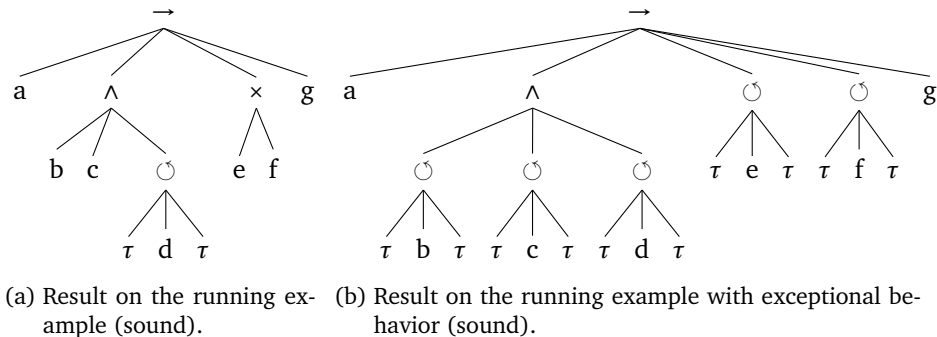 → →
a ∧ × g a ∧ ↺ ↺ g
b c ↺ e f ↺ ↺ ↺ τ e τ τ f τ
τ d τ τ b τ τ c τ τ d τ
(a) Result on the running ex- (b) Result on the running example with exceptional be-
ample (sound). havior (sound).